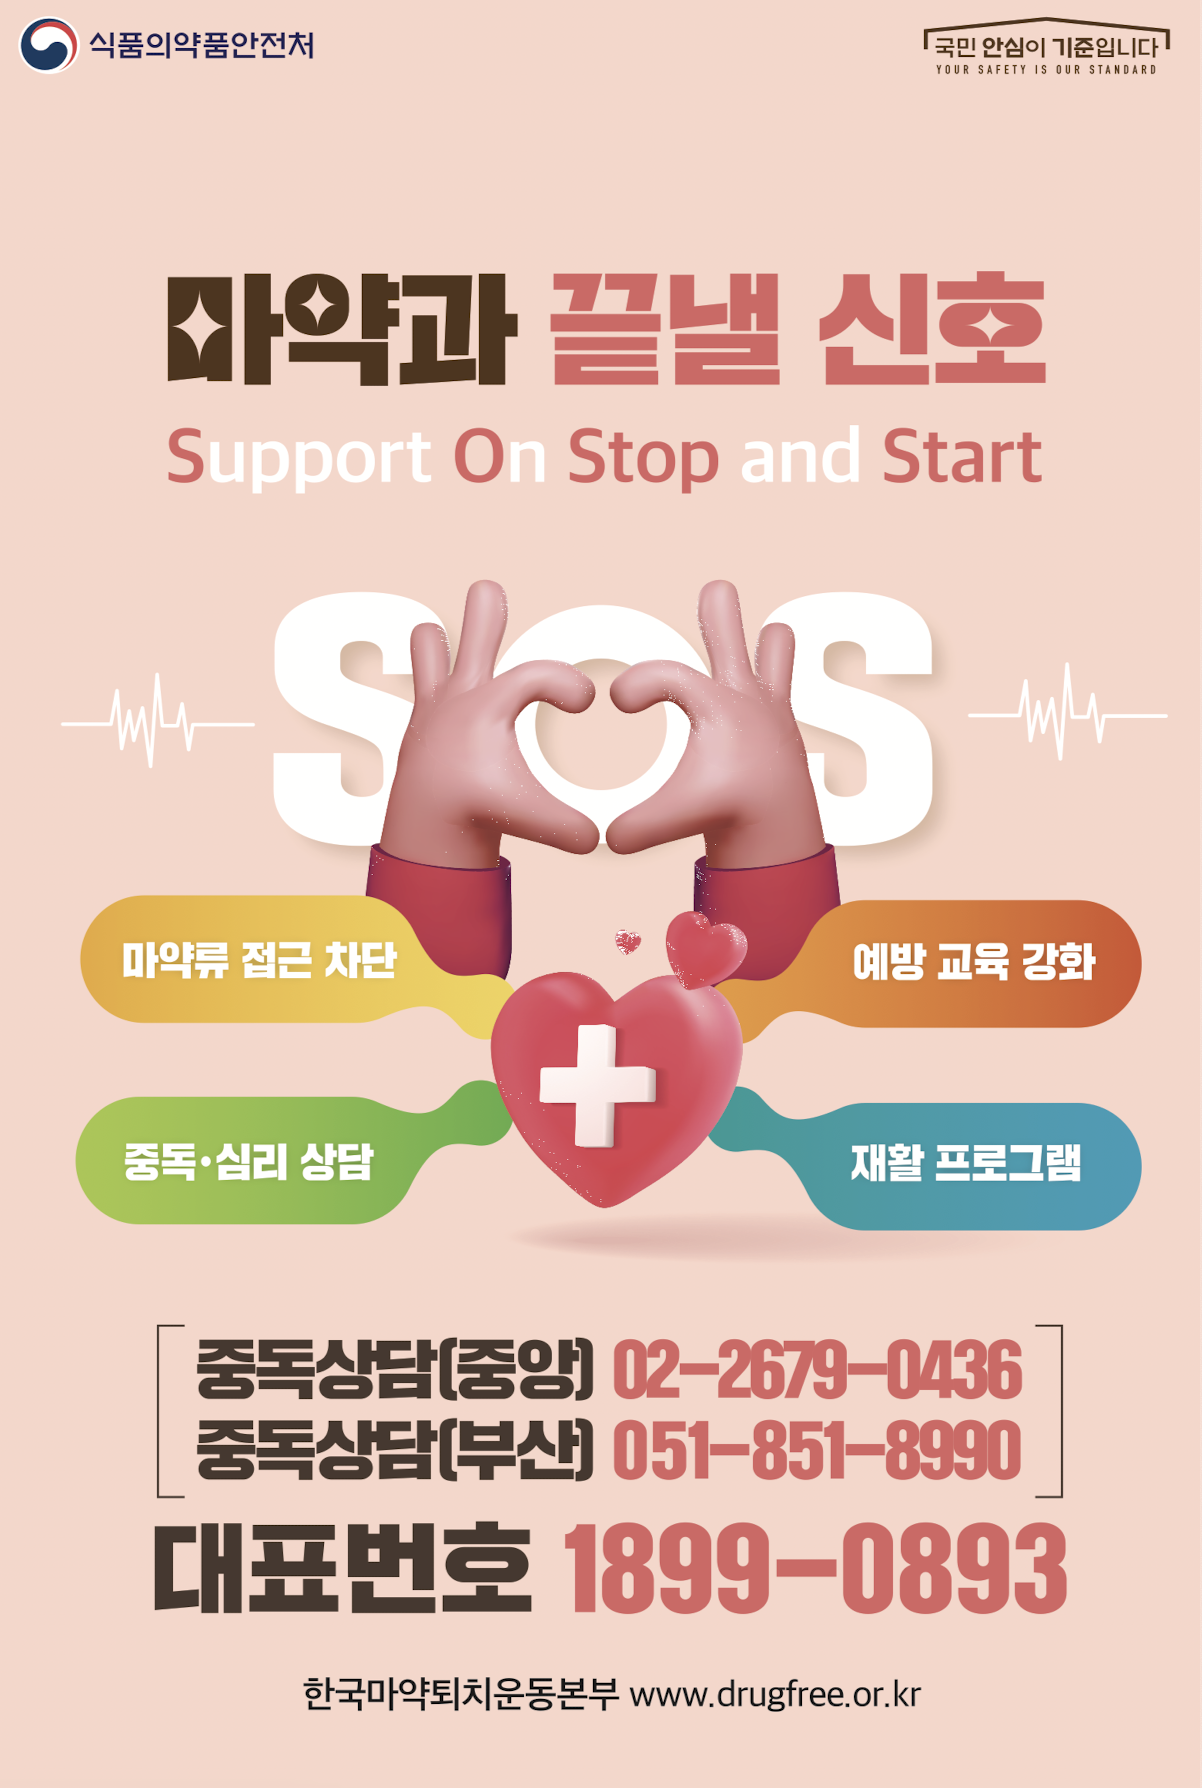 식품의약품안전처
국민 안심이 기준입니다
YOUR SAFETY IS OUR STANDARD
마약과 끝낼 신호
Support On Stop and Start
SOS
마약류 접근 차단
예방 교육 강화
중독·심리 상담
재활 프로그램
중독상담(중앙) 02-2679-0436
중독상담(부산) 051-851-8990
대표번호 1899-0893
한국마약퇴치운동본부 www.drugfree.or.kr